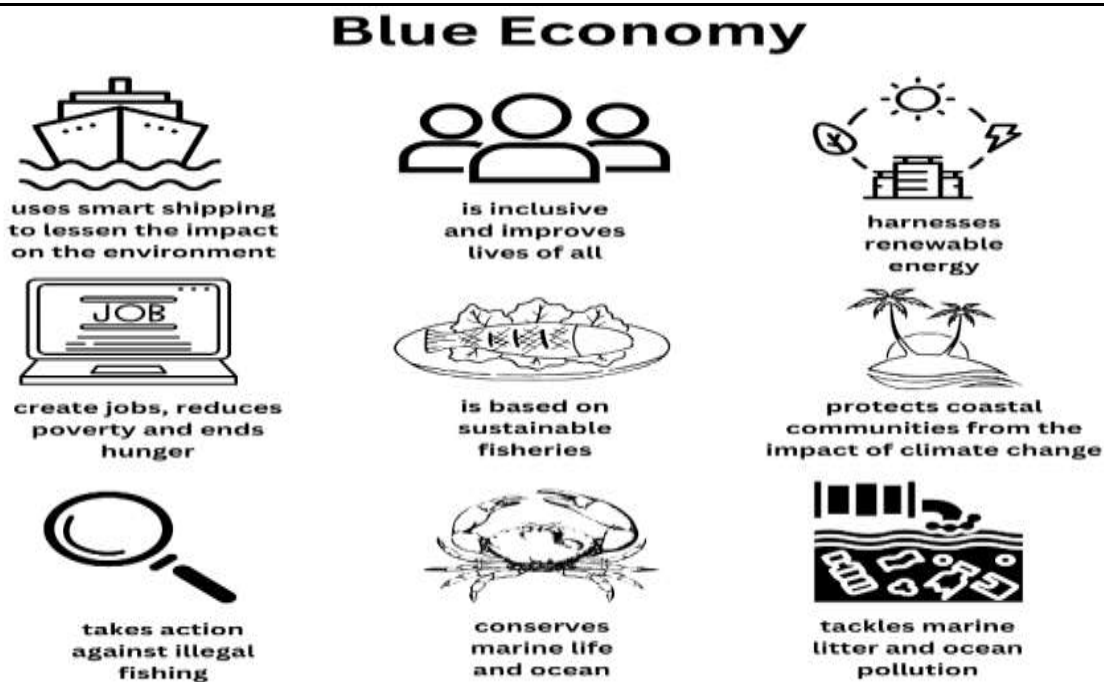 Blue Economy
uses smart shipping
to lessen the impact
on the environment
is inclusive
and improves
lives of all
harnesses
renewable
energy
JOB
create jobs, reduces
poverty and ends
hunger
is based on
sustainable
fisheries
protects coastal
communities from the
impact of climate change
takes action
against illegal
fishing
conserves
marine life
and ocean
tackles marine
litter and ocean
pollution